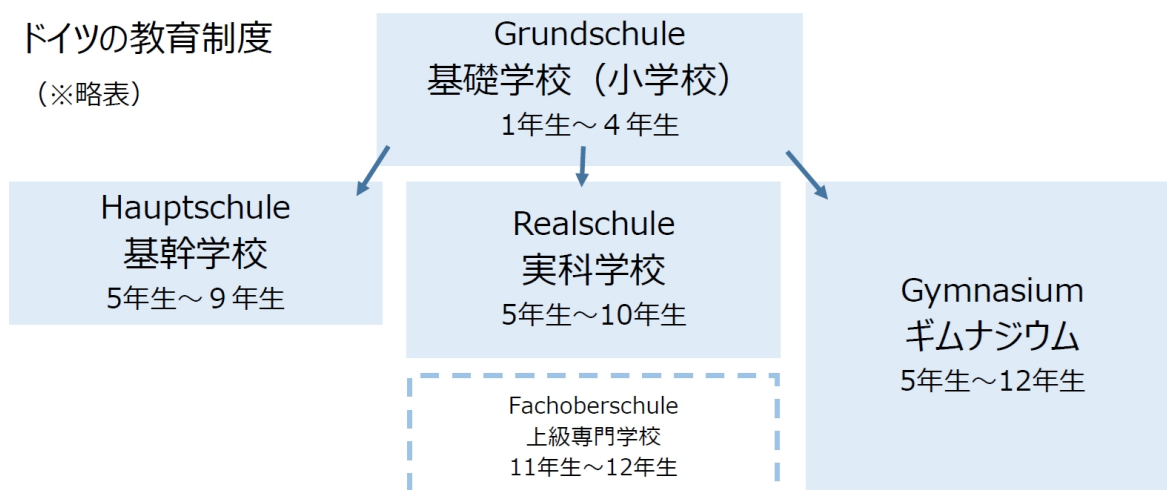 ドイツの教育制度
（※略表）
Grundschule
基礎学校（小学校）
1年生～４年生
Hauptschule
基幹学校
5年生～９年生
Realschule
実科学校
5年生～10年生
Gymnasium
ギムナジウム
5年生～12年生
Fachoberschule
上級専門学校
11年生～12年生